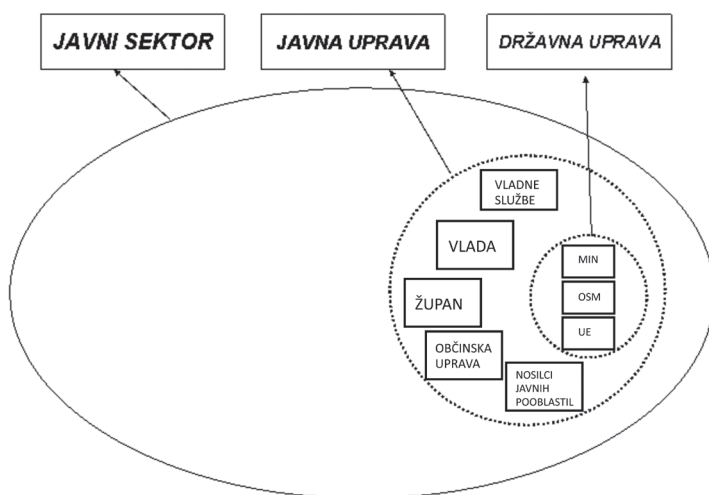 JAVNI SEKTOR
JAVNA UPRAVA
DRŽAVNA UPRAVA
VLADNE
SLUŽBE
VLADA
MIN
ŽUPAN
OSM
OBČINSKA
UPRAVA
UE
NOSILCI
JAVNIH
POOBLASTIL